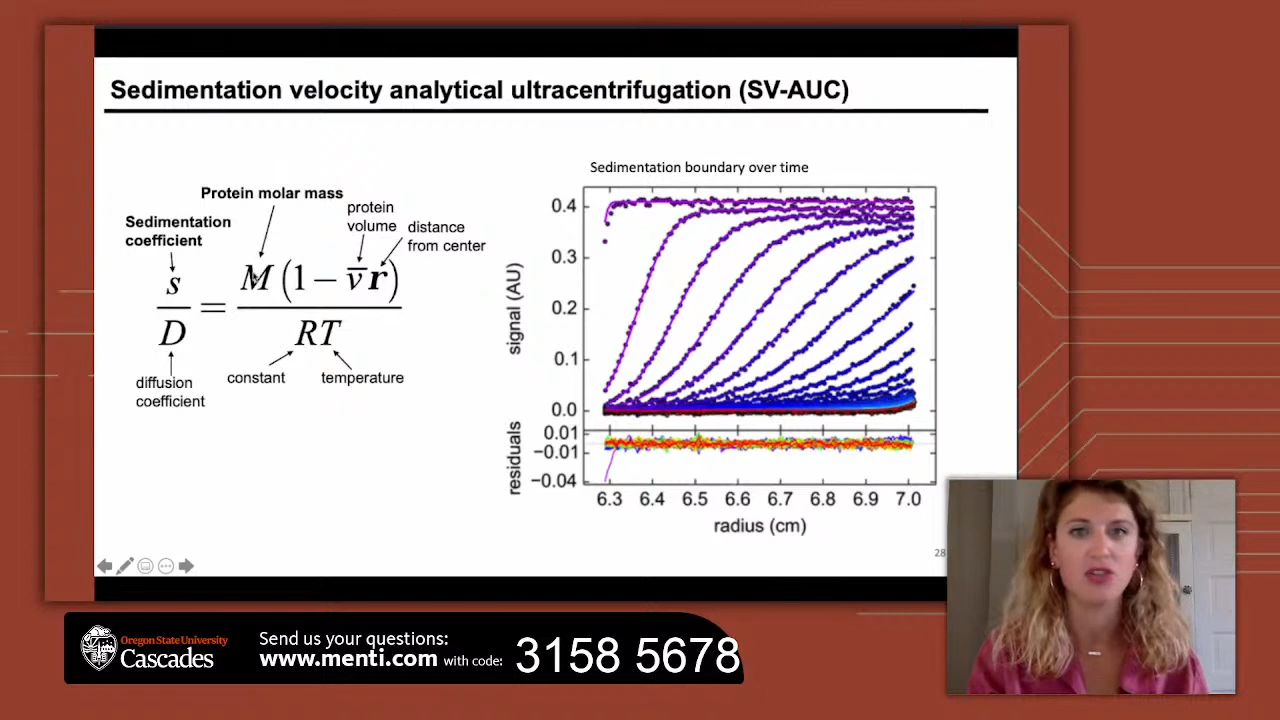 Sedimentation velocity analytical ultracentrifugation (SV-AUC)
Protein molar mass
Sedimentation
coefficient
protein
volume
distance
from center
s
D
=
M (1 − v̅r)
RT
diffusion
coefficient
constant
temperature
Sedimentation boundary over time
signal (AU)
0.4
0.3
0.2
0.1
0.0
residuals
0.01
−0.01
−0.04
6.3 6.4 6.5 6.6 6.7 6.8 6.9 7.0
radius (cm)
28
Oregon State University
Cascades
Send us your questions:
www.menti.com with code:
3158 5678